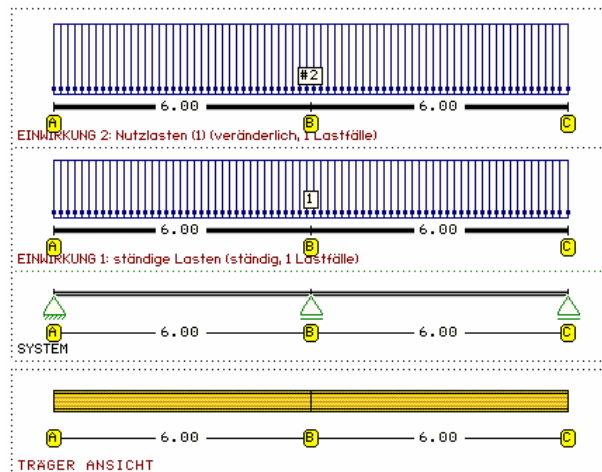 #2
6.00 6.00
A B C
EINWIRKUNG 2: Nutzlasten (1) (veränderlich, 1 Lastfälle)
1
6.00 6.00
A B C
EINWIRKUNG 1: ständige Lasten (ständig, 1 Lastfälle)
A 6.00 B 6.00 C
SYSTEM
A 6.00 B 6.00 C
TRÄGER ANSICHT